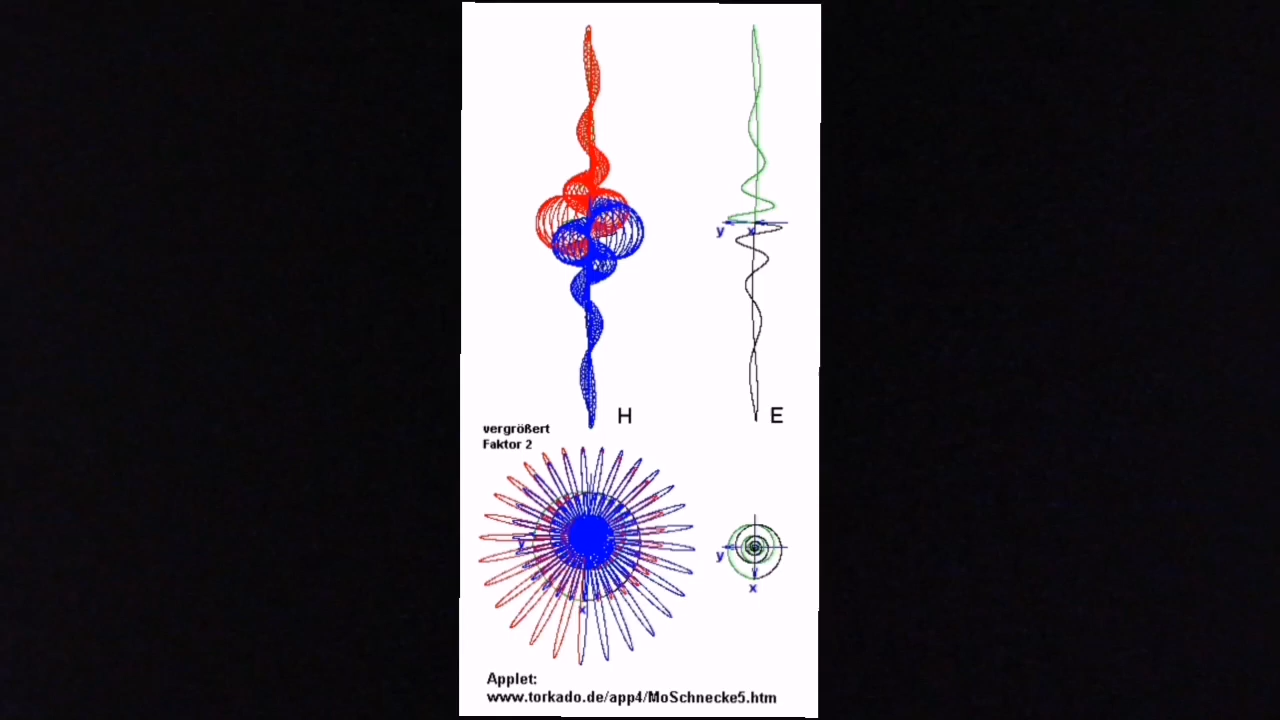 y x
H E
vergrößert
Faktor 2
y
x
y
x
Applet:
www.torkado.de/app4/MoSchnecke5.htm